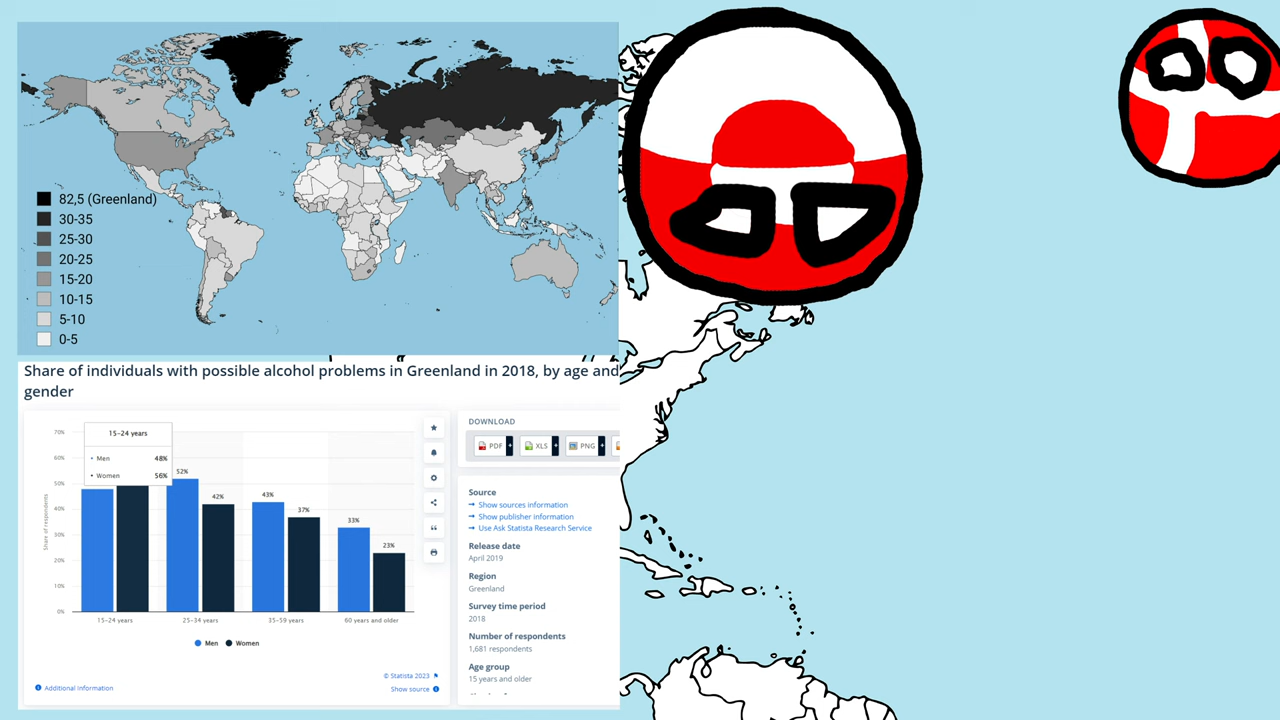 82,5 (Greenland)
30-35
25-30
20-25
15-20
10-15
5-10
0-5
Share of individuals with possible alcohol problems in Greenland in 2018, by age and
gender
70%
60%
50%
40%
30%
20%
10%
0%
Share of respondents
15-24 years
Men 48%
Women 56%
52%
42%
43%
37%
33%
23%
15-24 years
25-34 years
35-59 years
60 years and older
Men
Women
© Statista 2023
Additional Information
Show source
DOWNLOAD
PDF +
XLS +
PNG +
Source
→ Show sources information
→ Show publisher information
→ Use Ask Statista Research Service
Release date
April 2019
Region
Greenland
Survey time period
2018
Number of respondents
1,681 respondents
Age group
15 years and older